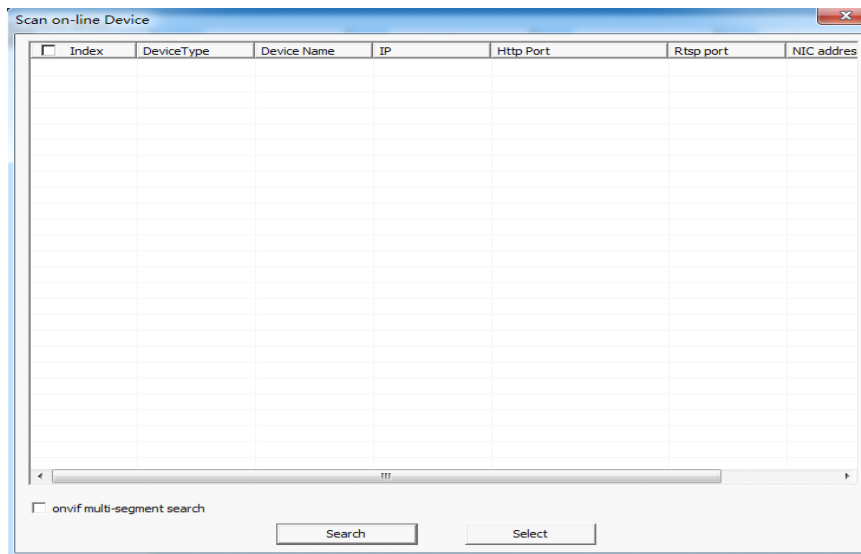 Scan on-line Device
Index DeviceType Device Name IP Http Port Rtsp port NIC addres
onvif multi-segment search
Search Select